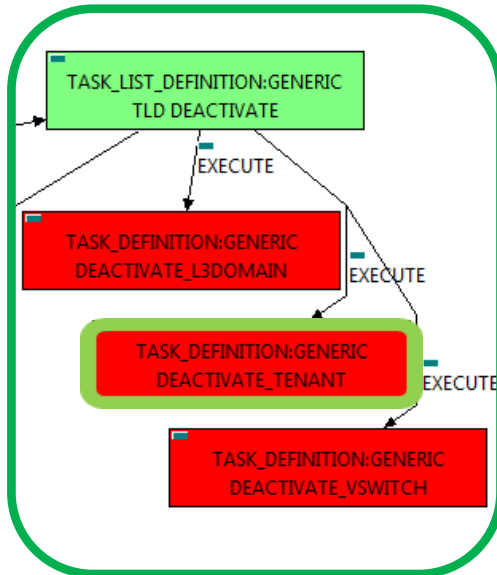 TASK_LIST_DEFINITION:GENERIC
TLD DEACTIVATE
EXECUTE
TASK_DEFINITION:GENERIC
DEACTIVATE_L3DOMAIN
EXECUTE
TASK_DEFINITION:GENERIC
DEACTIVATE_TENANT
EXECUTE
TASK_DEFINITION:GENERIC
DEACTIVATE_VSWITCH